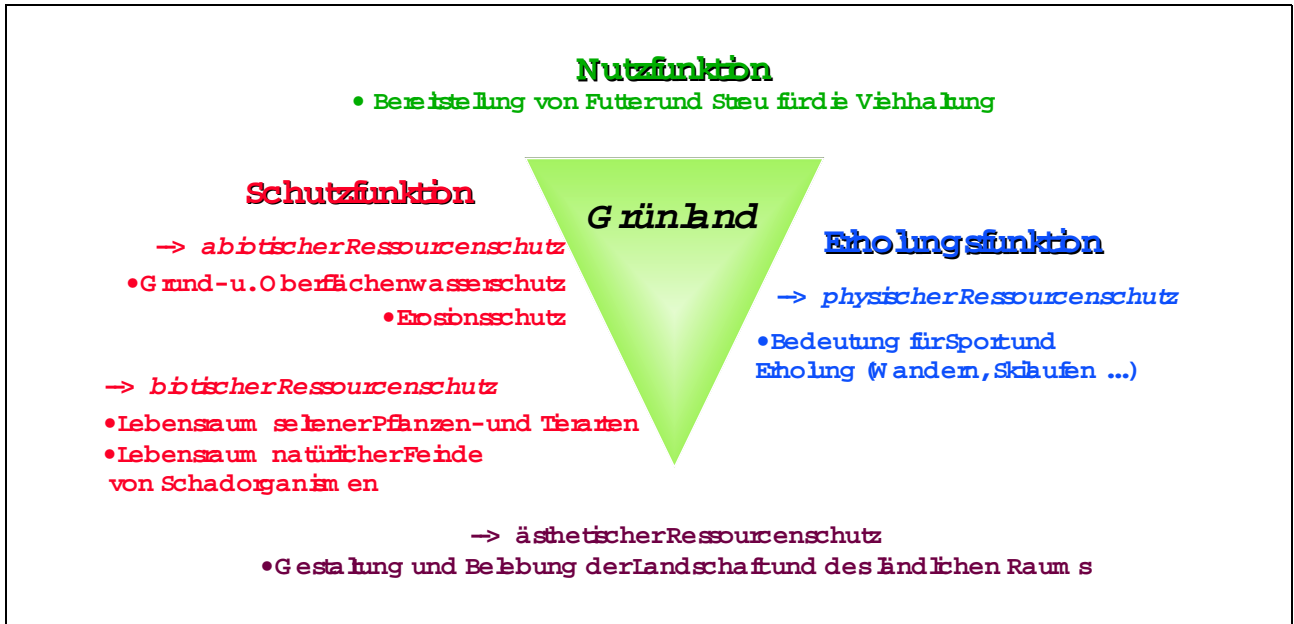 Nutzfunktion
• Bereitstellung von Futter und Streu für die Viehhaltung
Grünland
Schutzfunktion
—> abiotischer Ressourcenschutz
•Grund- u. Oberflächenwasserschutz
•Erosionsschutz
—> biotischer Ressourcenschutz
•Lebensraum seltener Pflanzen- und Tierarten
•Lebensraum natürlicher Feinde
von Schadorganismen
Erholungsfunktion
—> physischer Ressourcenschutz
•Bedeutung für Sport und
Erholung (Wandern, Skilaufen ...)
—> ästhetischer Ressourcenschutz
•Gestaltung und Belebung der Landschaft und des ländlichen Raums